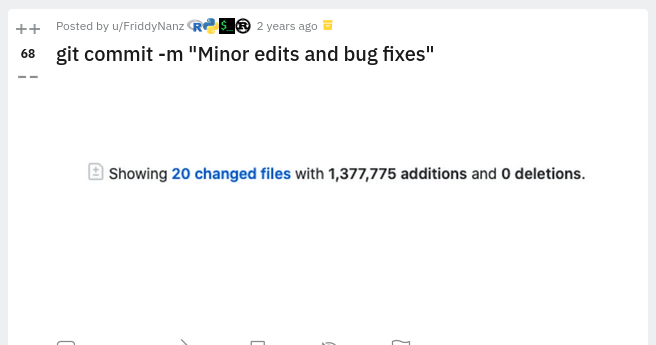 ++
Posted by u/FriddyNanz 2 years ago
68
git commit -m "Minor edits and bug fixes"
--
Showing 20 changed files with 1,377,775 additions and 0 deletions.